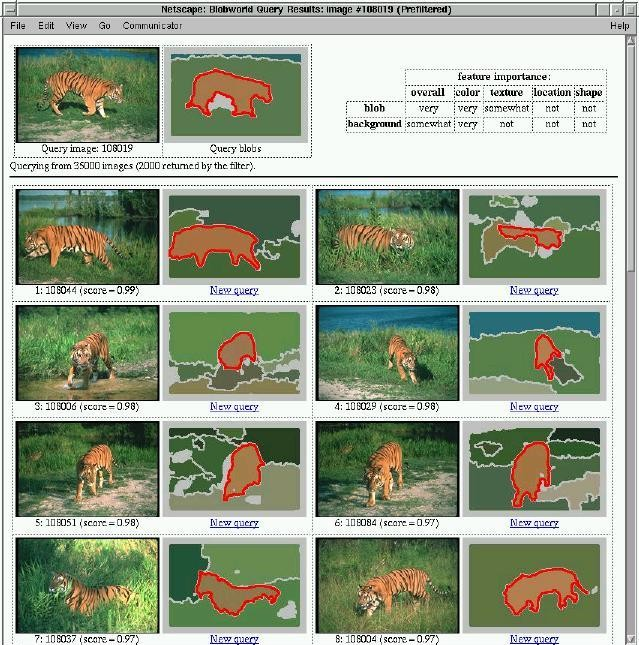 Netscape: Blobworld Query Results: image #108019 (Prefiltered)
File Edit View Go Communicator Help
feature importance:
overall color texture location shape
blob very very somewhat not not
background somewhat very not not not
Query image: 108019 Query blobs
Querying from 35000 images (2000 returned by the filter).
1: 108044 (score = 0.99) New query 2: 108023 (score = 0.98) New query
3: 108006 (score = 0.98) New query 4: 108029 (score = 0.98) New query
5: 108051 (score = 0.98) New query 6: 108084 (score = 0.97) New query
7: 108037 (score = 0.97) New query 8: 108004 (score = 0.97) New query